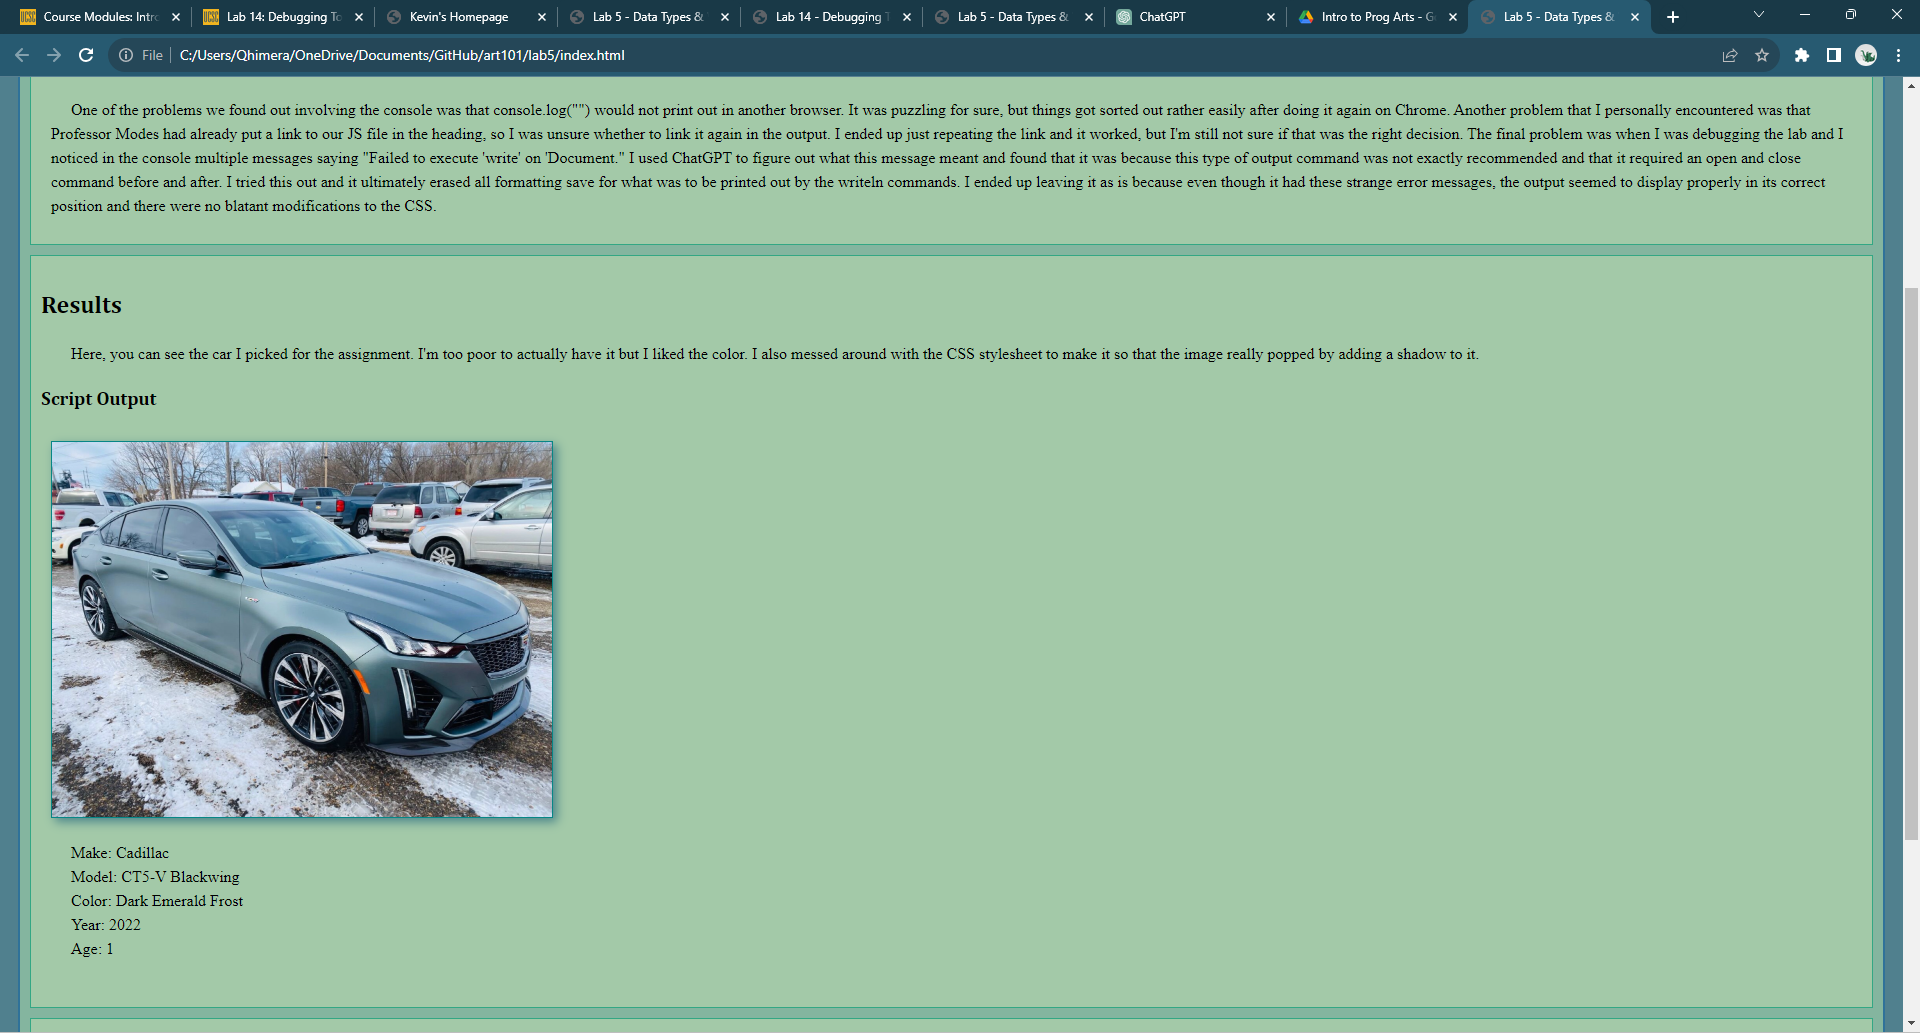 Course Modules: Intro
Lab 14: Debugging To
Kevin's Homepage
Lab 5 - Data Types &
Lab 14 - Debugging T
Lab 5 - Data Types &
ChatGPT
Intro to Prog Arts - G
Lab 5 - Data Types &
File
C:/Users/Qhimera/OneDrive/Documents/GitHub/art101/lab5/index.html
One of the problems we found out involving the console was that console.log("") would not print out in another browser. It was puzzling for sure, but things got sorted out rather easily after doing it again on Chrome. Another problem that I personally encountered was that
Professor Modes had already put a link to our JS file in the heading, so I was unsure whether to link it again in the output. I ended up just repeating the link and it worked, but I'm still not sure if that was the right decision. The final problem was when I was debugging the lab and I
noticed in the console multiple messages saying "Failed to execute 'write' on 'Document." I used ChatGPT to figure out what this message meant and found that it was because this type of output command was not exactly recommended and that it required an open and close
command before and after. I tried this out and it ultimately erased all formatting save for what was to be printed out by the writeln commands. I ended up leaving it as is because even though it had these strange error messages, the output seemed to display properly in its correct
position and there were no blatant modifications to the CSS.
Results
Here, you can see the car I picked for the assignment. I'm too poor to actually have it but I liked the color. I also messed around with the CSS stylesheet to make it so that the image really popped by adding a shadow to it.
Script Output
Make: Cadillac
Model: CT5-V Blackwing
Color: Dark Emerald Frost
Year: 2022
Age: 1